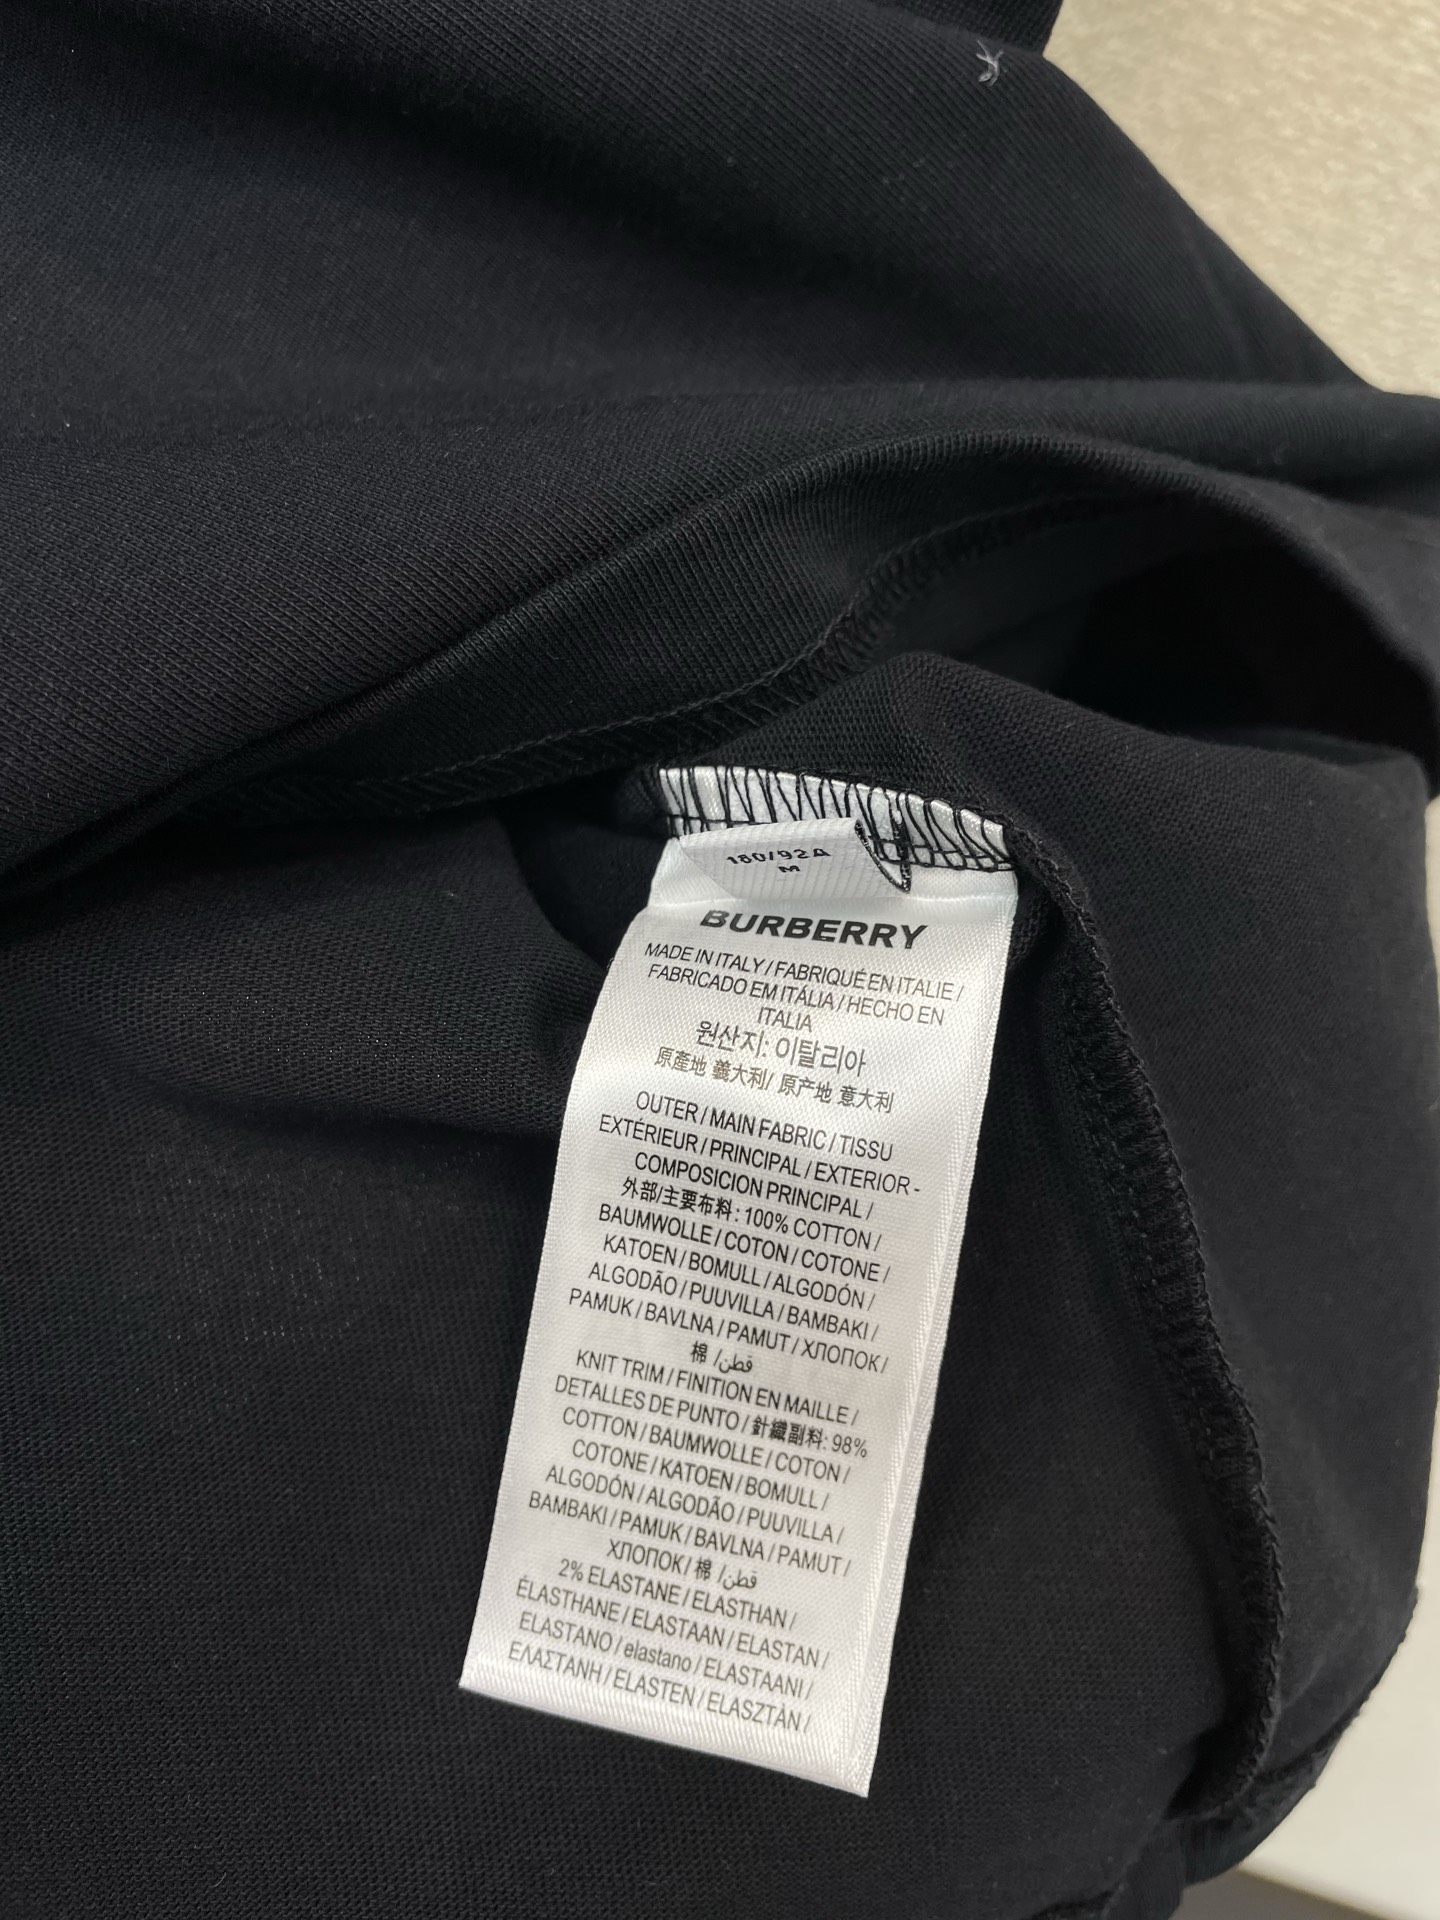 180/92A
M
BURBERRY
MADE IN ITALY / FABRIQUÉ EN ITALIE /
FABRICADO EM ITÁLIA / HECHO EN
ITALIA
원산지: 이탈리아
原產地 義大利/ 原产地 意大利
OUTER / MAIN FABRIC / TISSU
EXTÉRIEUR / PRINCIPAL / EXTERIOR -
COMPOSICION PRINCIPAL /
外部/主要布料: 100% COTTON /
BAUMWOLLE / COTON / COTONE /
KATOEN / BOMULL / ALGODÓN /
ALGODÃO / PUUVILLA / BAMBAKI /
PAMUK / BAVLNA / PAMUT / ХЛОПОК /
棉 /قطن
KNIT TRIM / FINITION EN MAILLE /
DETALLES DE PUNTO / 針織副料: 98%
COTTON / BAUMWOLLE / COTON /
COTONE / KATOEN / BOMULL /
ALGODÓN / ALGODÃO / PUUVILLA /
BAMBAKI / PAMUK / BAVLNA / PAMUT /
ХЛОПОК / 棉 /قطن
2% ELASTANE / ELASTHAN /
ÉLASTHANE / ELASTAAN / ELASTAN /
ELASTANO / elastano / ELASTAANI /
ΕΛΑΣΤΑΝΗ / ELASTEN / ELASZTÀN /